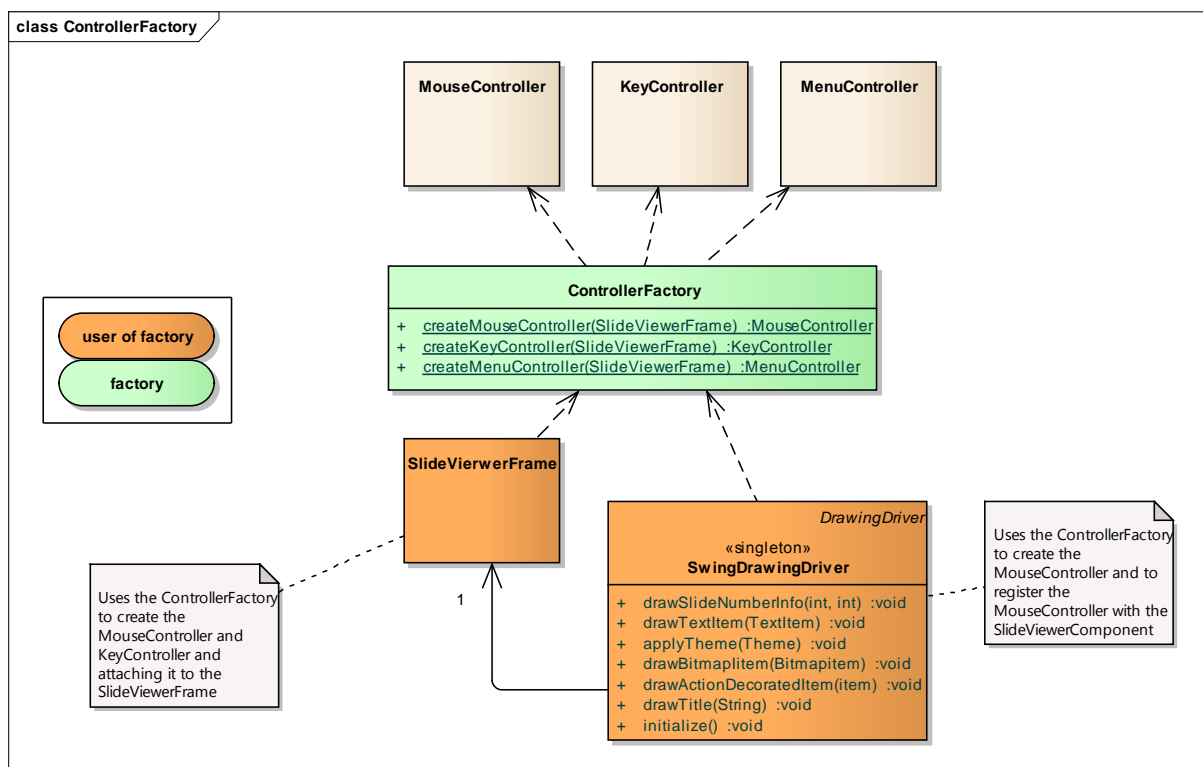 class ControllerFactory
MouseController
KeyController
MenuController
ControllerFactory
+ createMouseController(SlideViewerFrame) :MouseController
+ createKeyController(SlideViewerFrame) :KeyController
+ createMenuController(SlideViewerFrame) :MenuController
user of factory
factory
SlideVierwerFrame
DrawingDriver
«singleton»
SwingDrawingDriver
+ drawSlideNumberInfo(int, int) :void
+ drawTextItem(TextItem) :void
+ applyTheme(Theme) :void
+ drawBitmapIitem(Bitmapitem) :void
+ drawActionDecoratedItem(item) :void
+ drawTitle(String) :void
+ initialize() :void
1
Uses the ControllerFactory
to create the
MouseController and
KeyController and
attaching it to the
SlideViewerFrame
Uses the ControllerFactory
to create the
MouseController and to
register the
MouseController with the
SlideViewerComponent